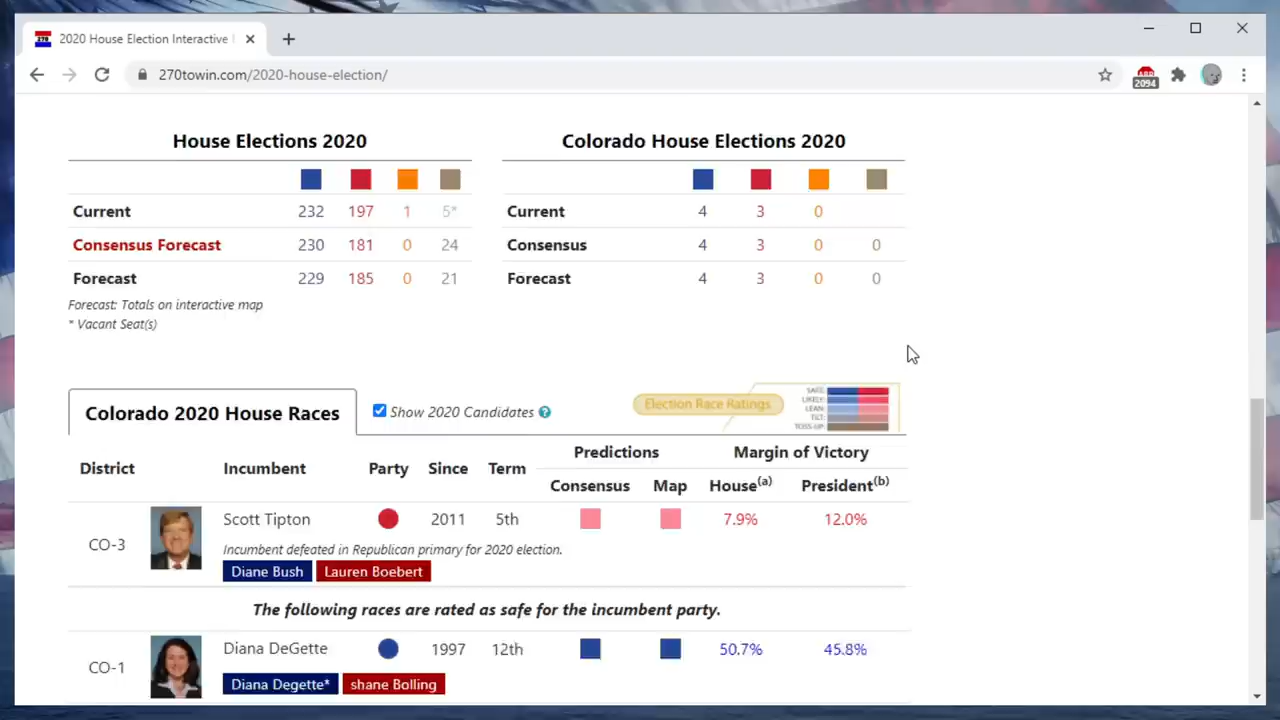 2020 House Election Interactive
270towin.com/2020-house-election/
2094
House Elections 2020
Current 232 197 1 5*
Consensus Forecast 230 181 0 24
Forecast 229 185 0 21
Forecast: Totals on interactive map
* Vacant Seat(s)
Colorado House Elections 2020
Current 4 3 0
Consensus 4 3 0 0
Forecast 4 3 0 0
Colorado 2020 House Races
Show 2020 Candidates ?
Election Race Ratings
SAFE:
LIKELY:
LEAN:
TILT:
TOSS-UP:
Predictions Margin of Victory
District Incumbent Party Since Term Consensus Map House(a) President(b)
CO-3 Scott Tipton 2011 5th 7.9% 12.0%
Incumbent defeated in Republican primary for 2020 election.
Diane Bush Lauren Boebert
The following races are rated as safe for the incumbent party.
CO-1 Diana DeGette 1997 12th 50.7% 45.8%
Diana Degette* shane Bolling